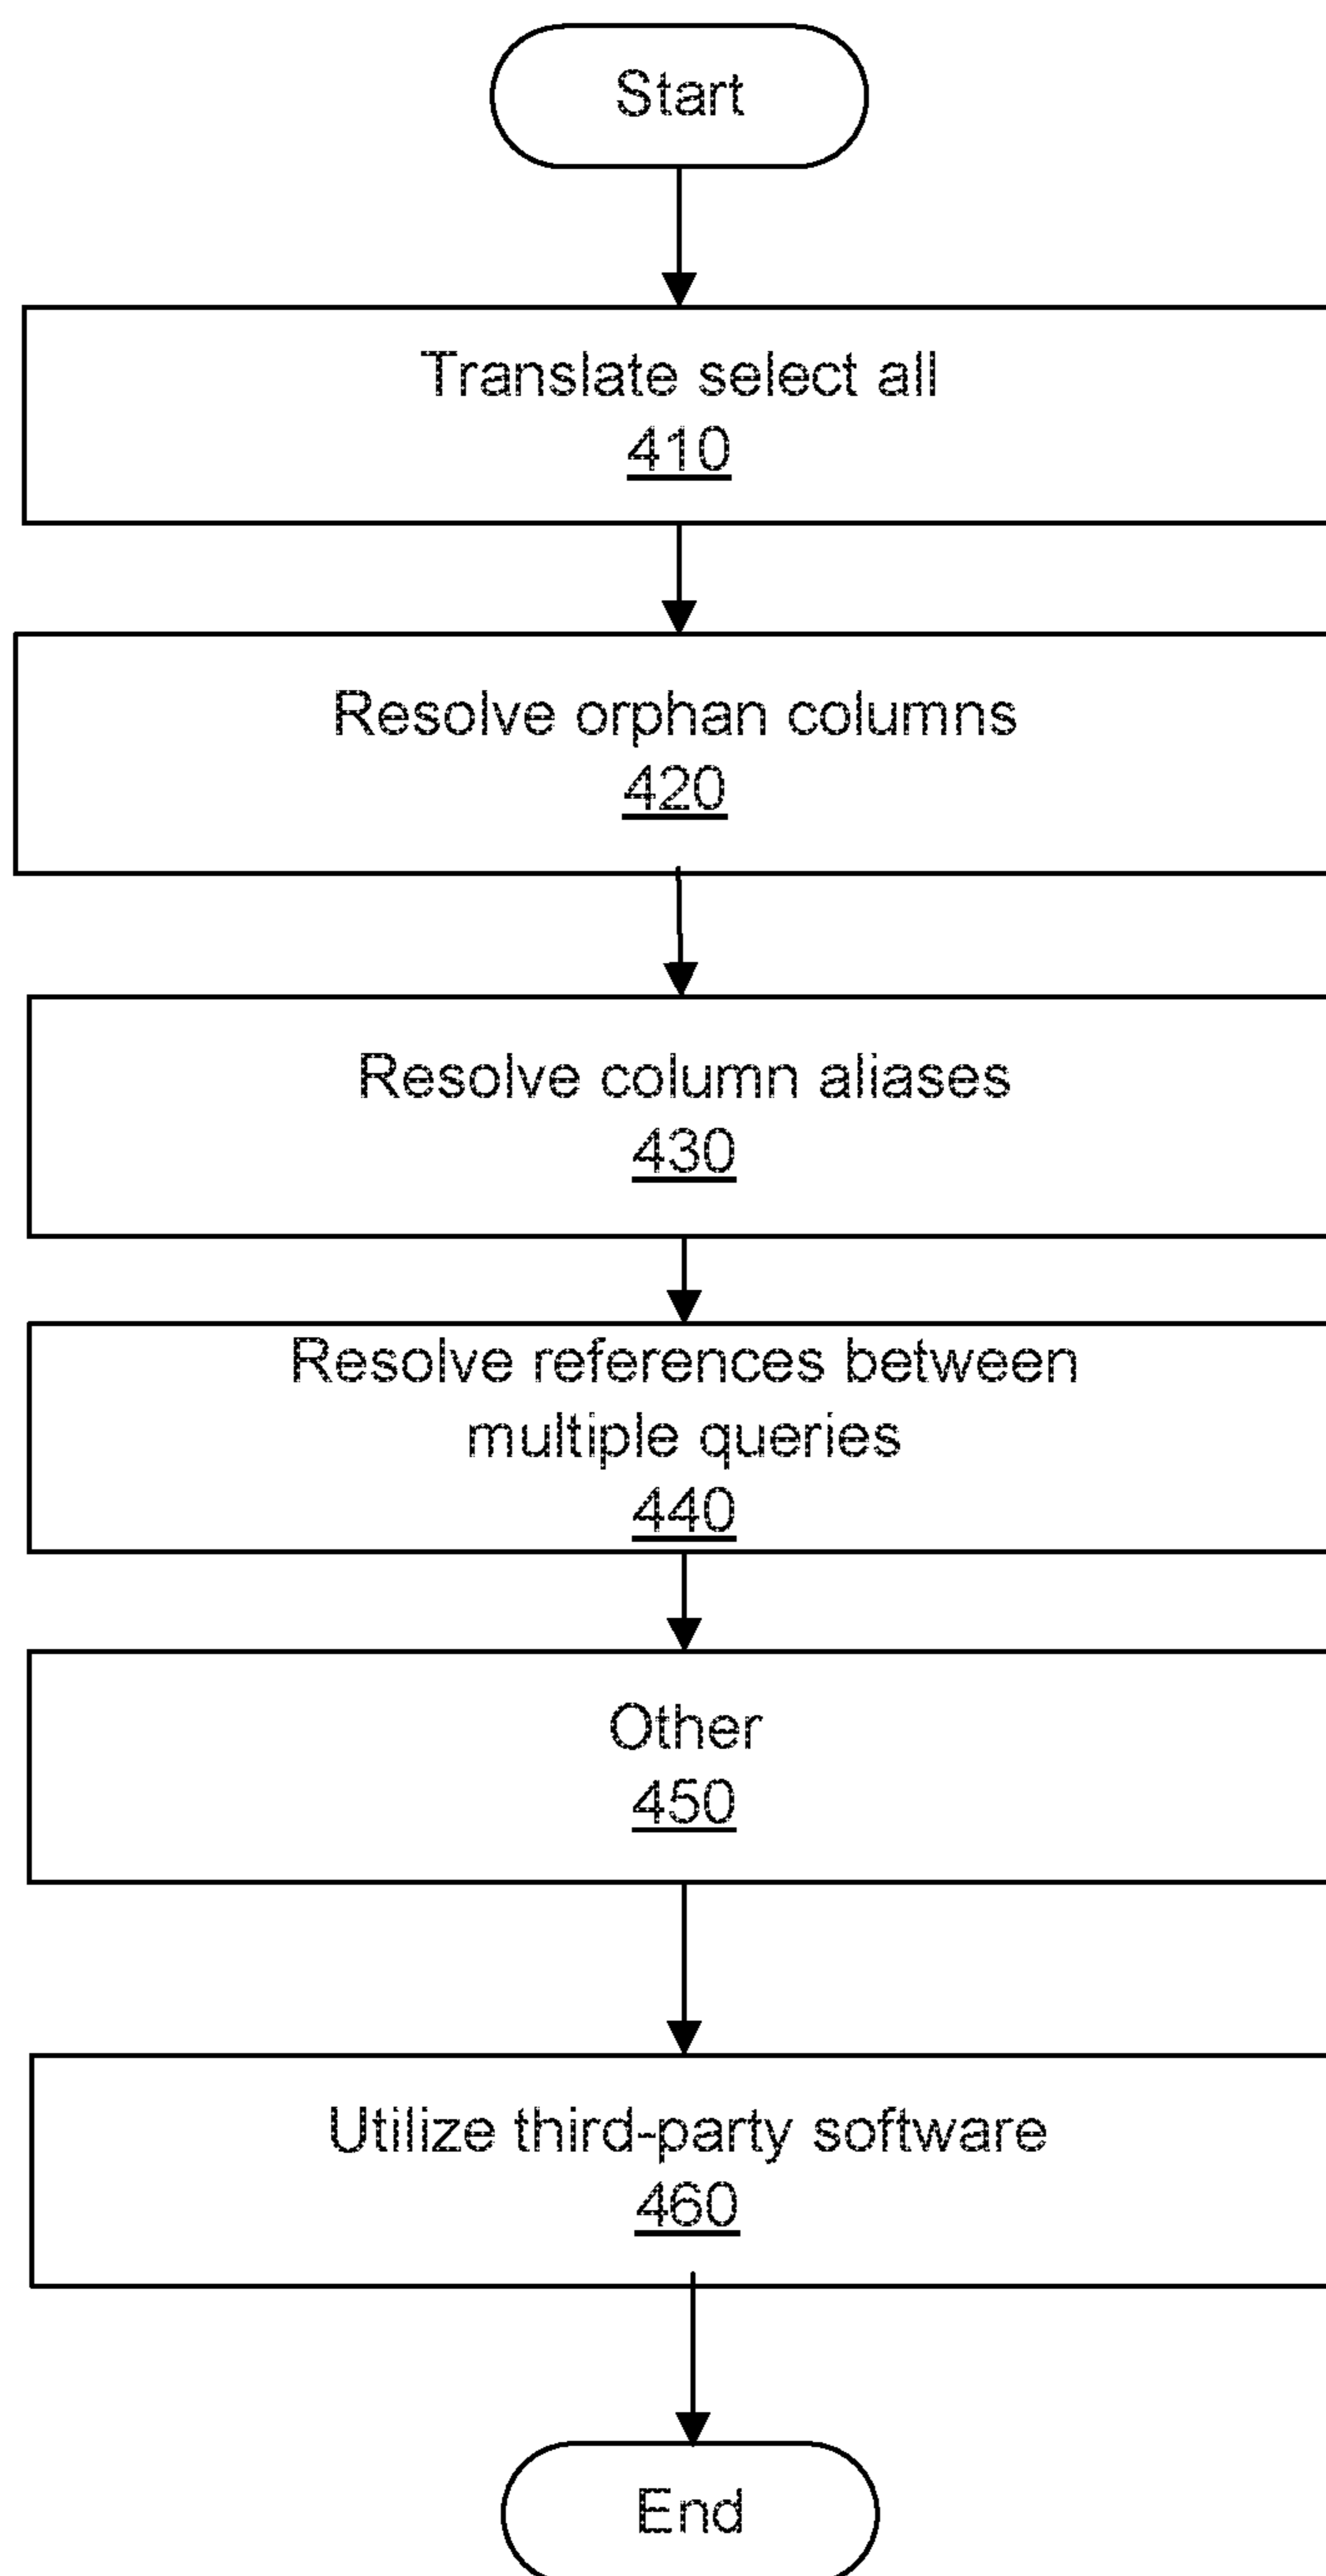 Start
Translate select all
410
Resolve orphan columns
420
Resolve column aliases
430
Resolve references between
multiple queries
440
Other
450
Utilize third-party software
460
End